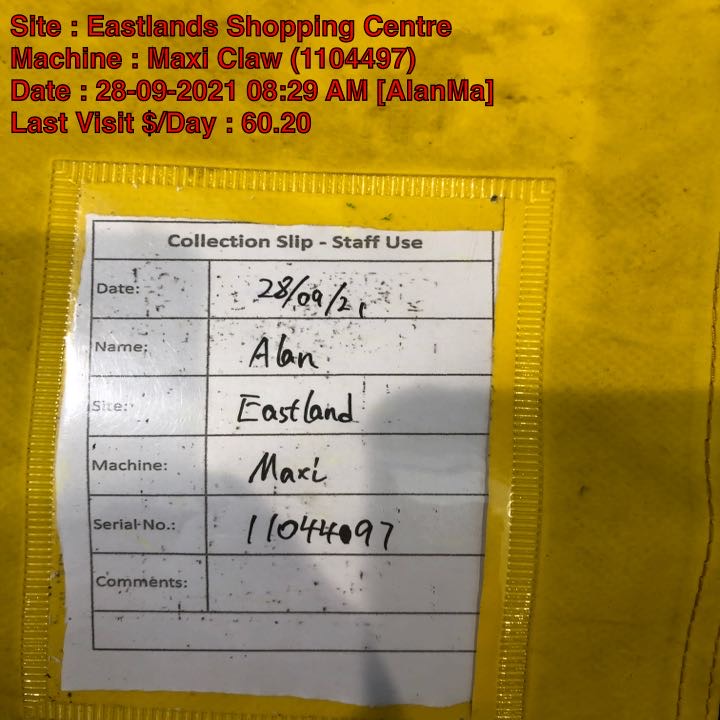 Site : Eastlands Shopping Centre
Machine : Maxi Claw (1104497)
Date : 28-09-2021 08:29 AM [AlanMa]
Last Visit $/Day : 60.20
Collection Slip - Staff Use
Date: 28/09/21
Name: Alan
Site: Eastland
Machine: Maxi
Serial No.: 1104497
Comments: